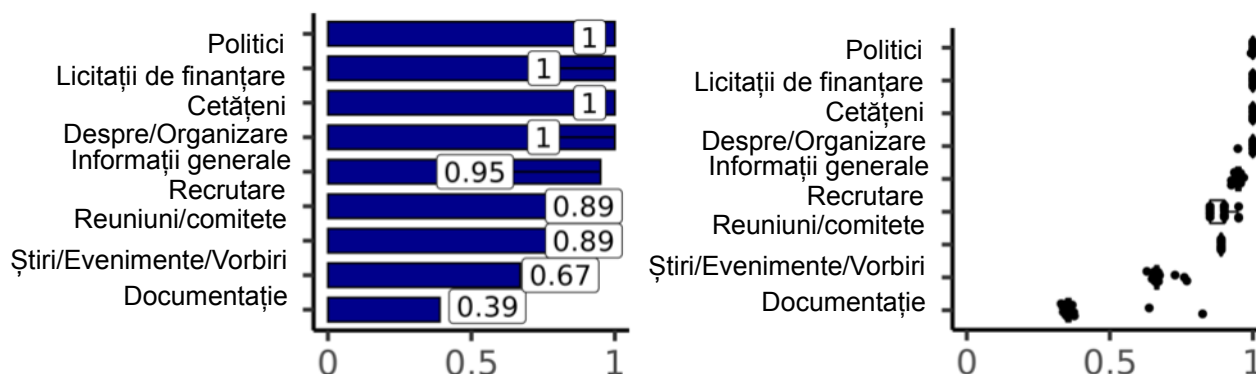 Politici
Licitații de finanțare
Cetățeni
Despre/Organizare
Informații generale
Recrutare
Reuniuni/comitete
Știri/Evenimente/Vorbiri
Documentație
1
1
1
1
0.95
0.89
0.89
0.67
0.39
0 0.5 1
Politici
Licitații de finanțare
Cetățeni
Despre/Organizare
Informații generale
Recrutare
Reuniuni/comitete
Știri/Evenimente/Vorbiri
Documentație
0 0.5 1